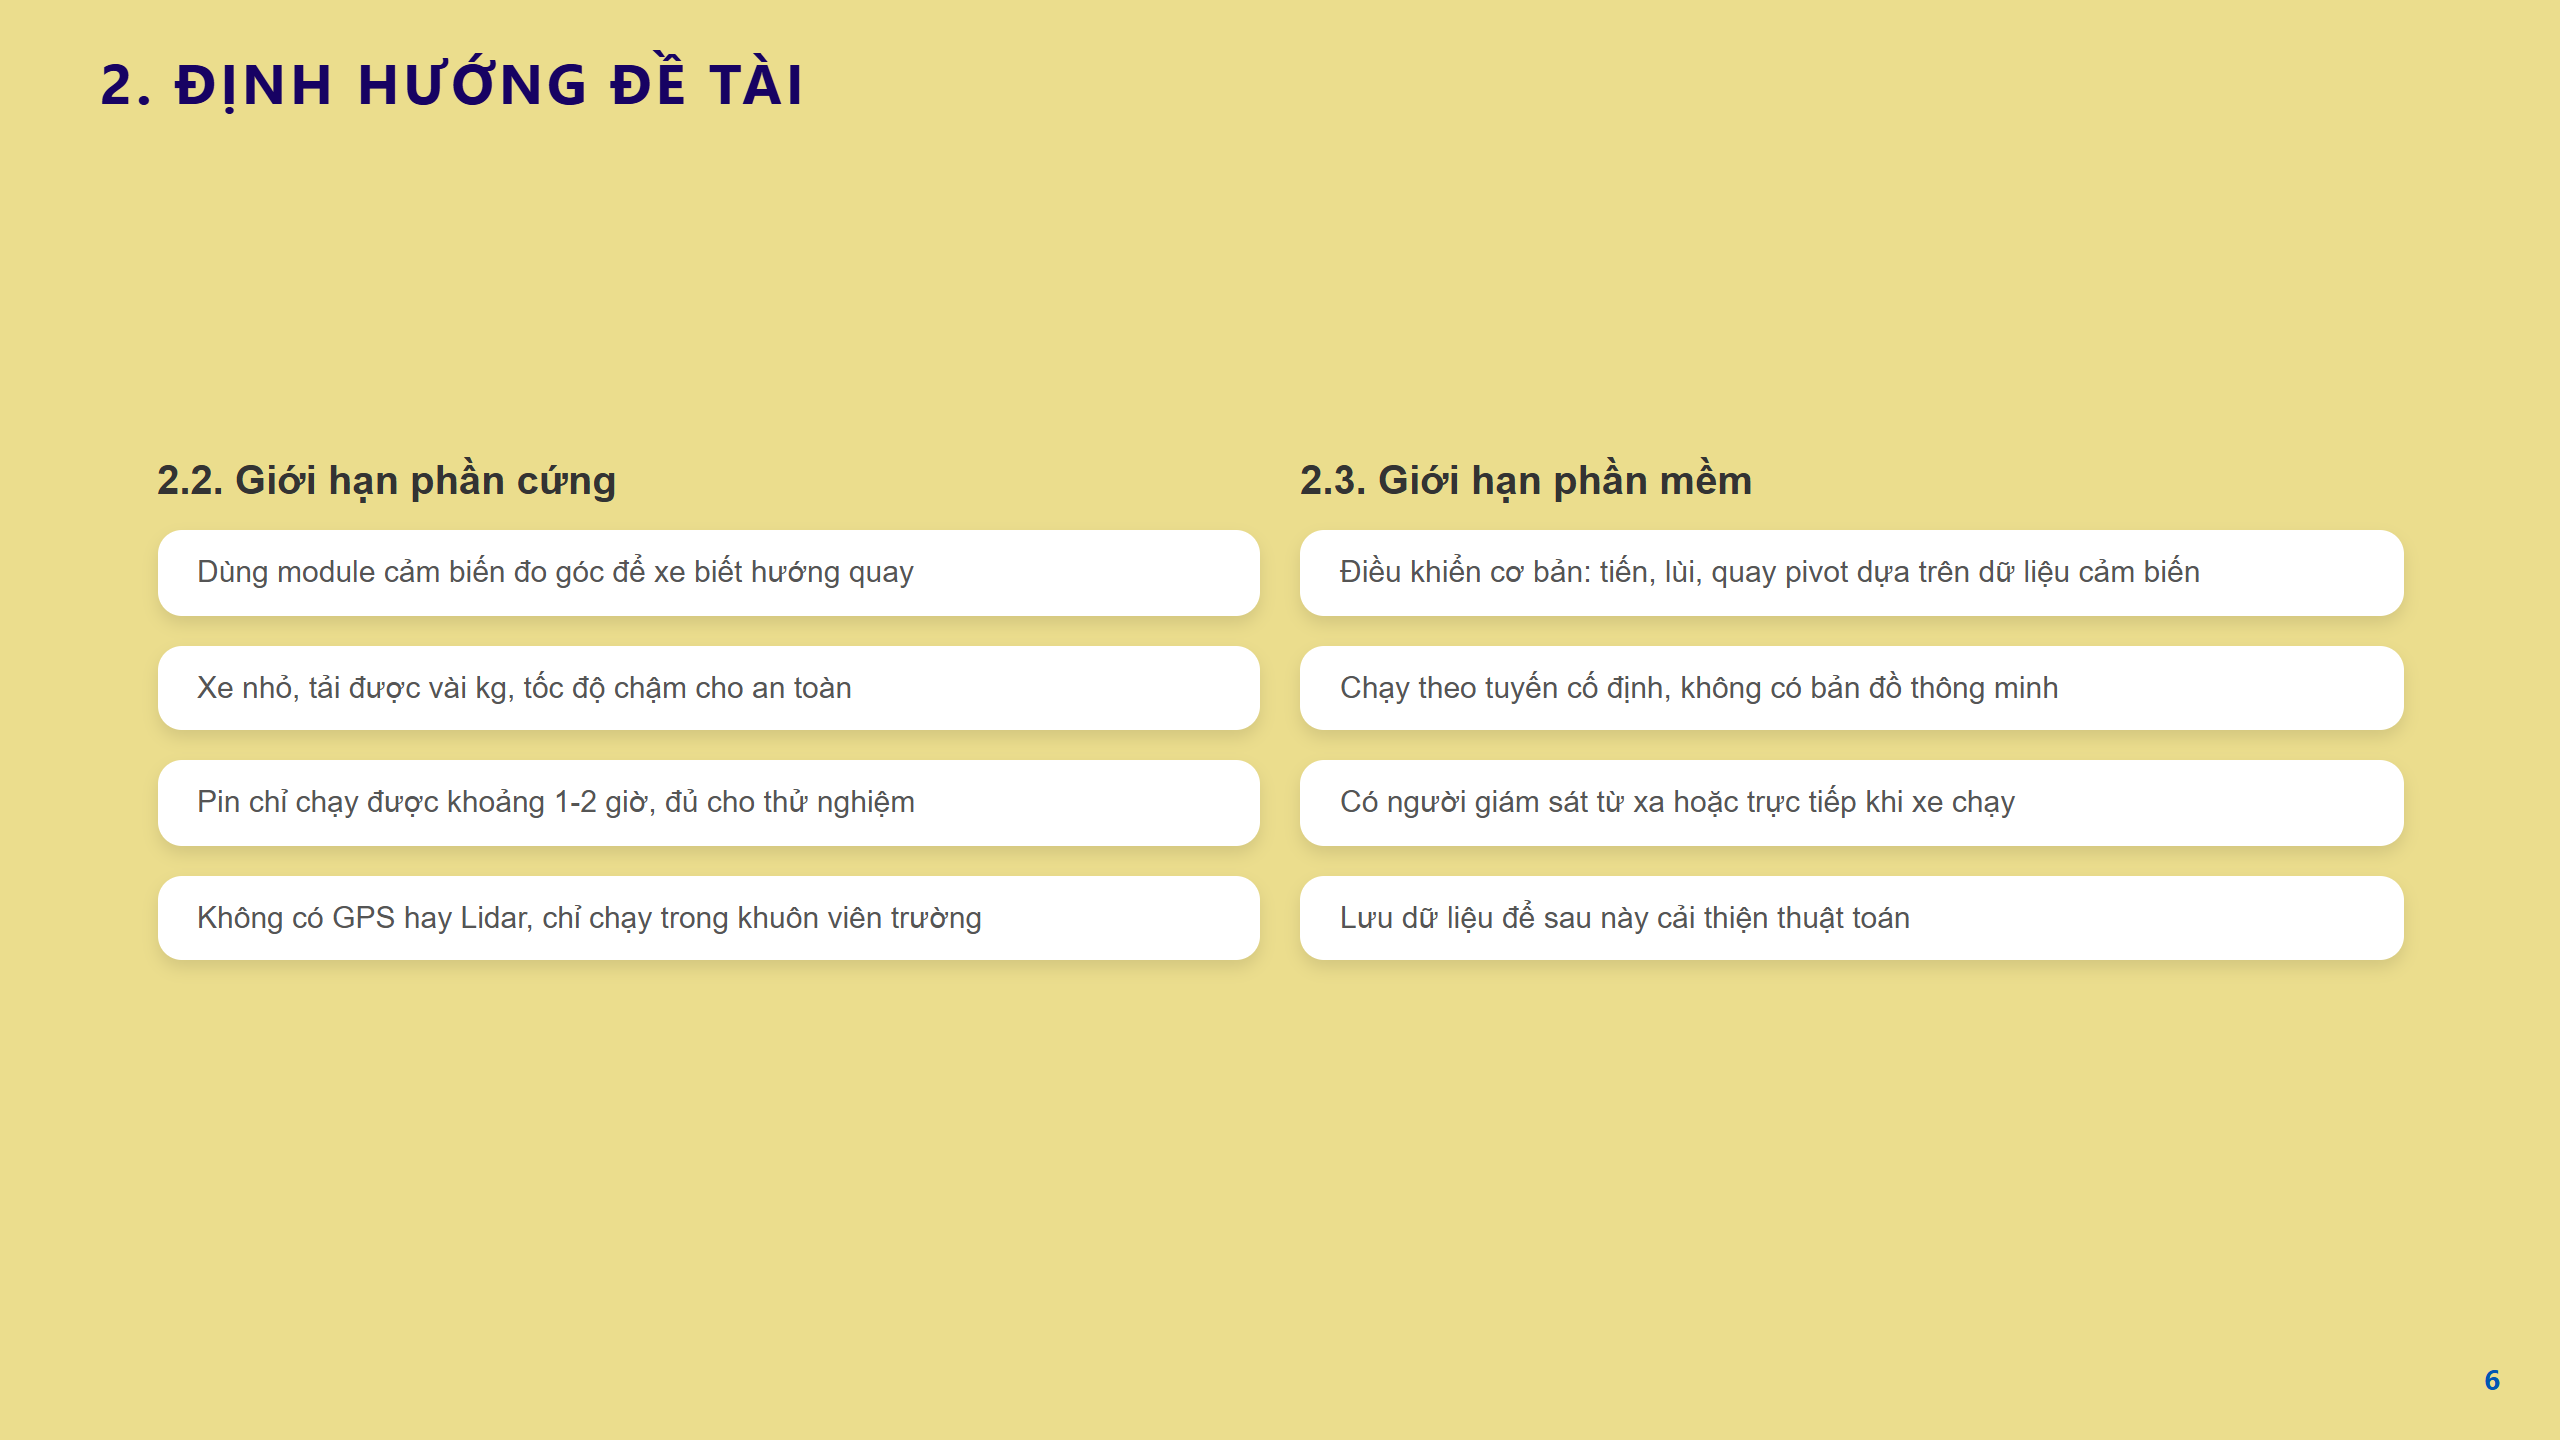 2. ĐỊNH HƯỚNG ĐỀ TÀI
2.2. Giới hạn phần cứng
Dùng module cảm biến đo góc để xe biết hướng quay
Xe nhỏ, tải được vài kg, tốc độ chậm cho an toàn
Pin chỉ chạy được khoảng 1-2 giờ, đủ cho thử nghiệm
Không có GPS hay Lidar, chỉ chạy trong khuôn viên trường
2.3. Giới hạn phần mềm
Điều khiển cơ bản: tiến, lùi, quay pivot dựa trên dữ liệu cảm biến
Chạy theo tuyến cố định, không có bản đồ thông minh
Có người giám sát từ xa hoặc trực tiếp khi xe chạy
Lưu dữ liệu để sau này cải thiện thuật toán
6